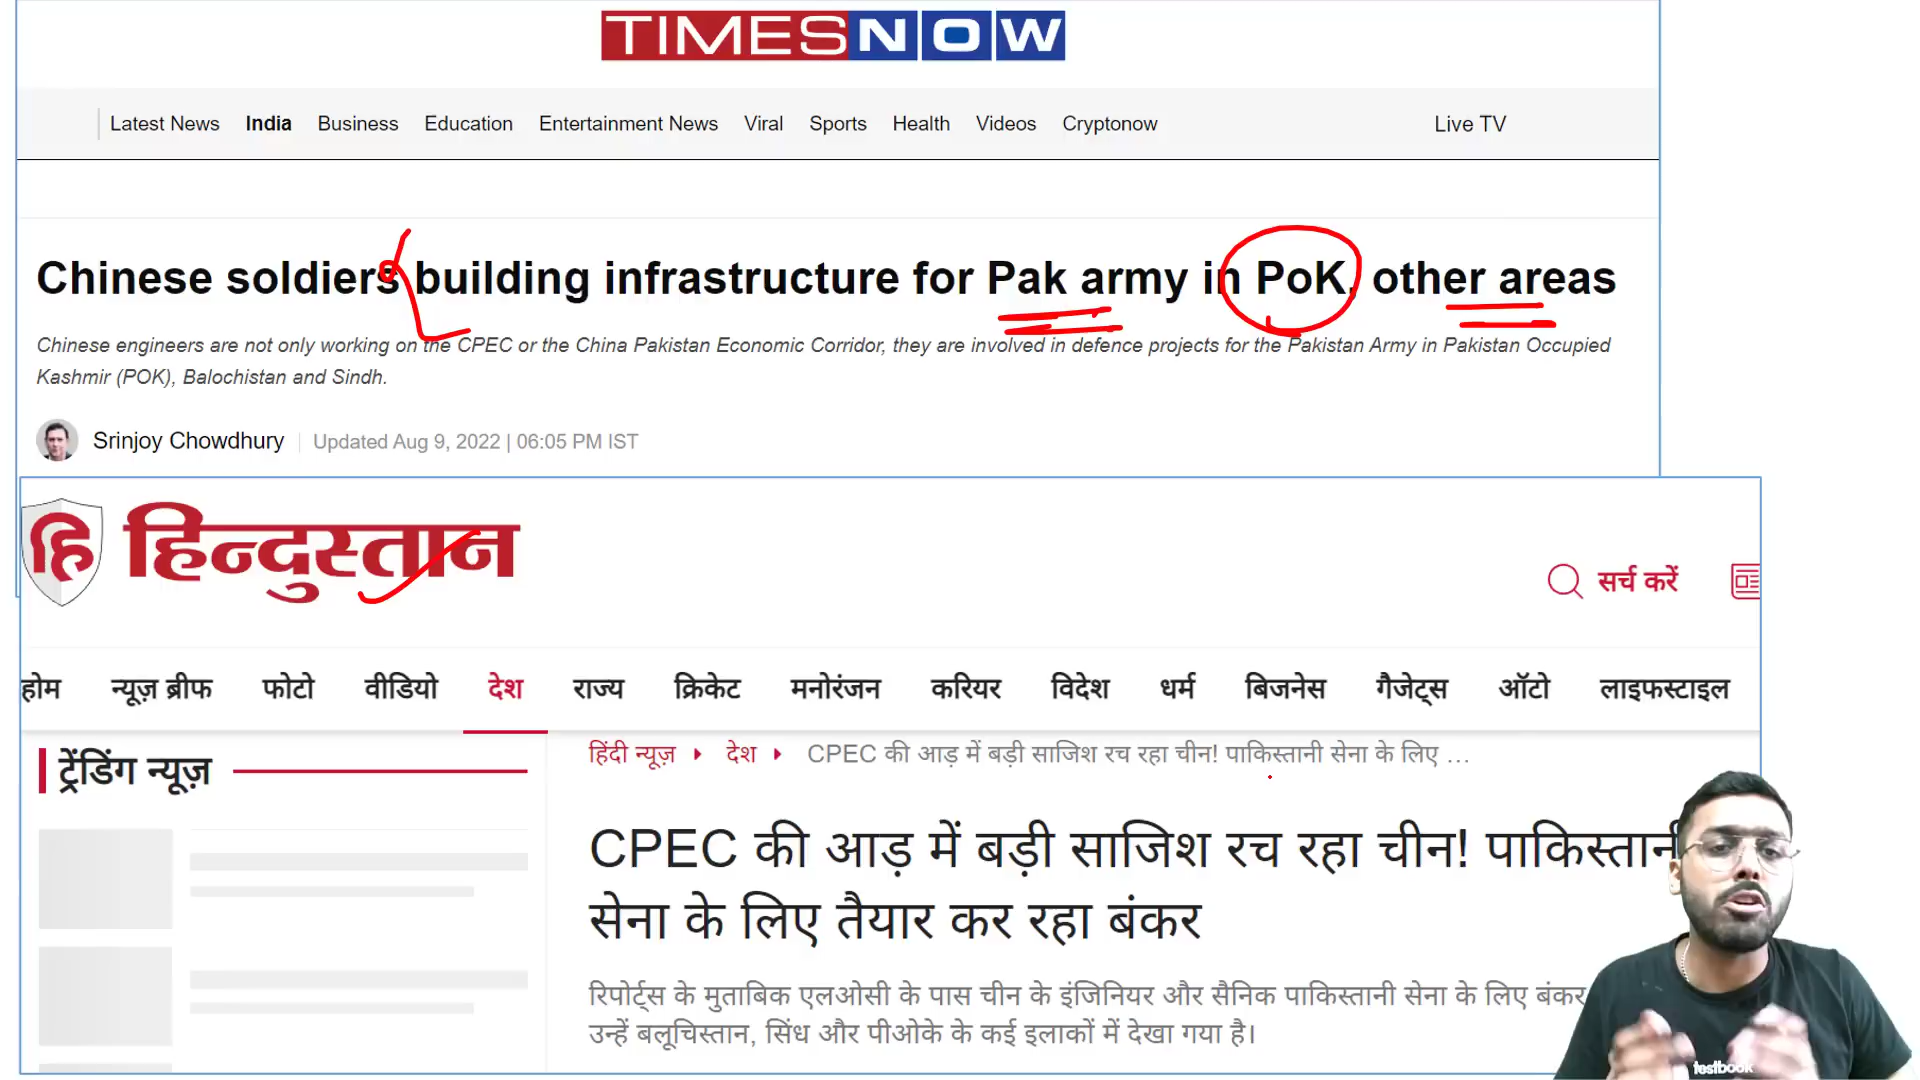 TIMES NOW
Latest News India Business Education Entertainment News Viral Sports Health Videos Cryptonow Live TV
Chinese soldiers building infrastructure for Pak army in PoK, other areas
Chinese engineers are not only working on the CPEC or the China Pakistan Economic Corridor, they are involved in defence projects for the Pakistan Army in Pakistan Occupied
Kashmir (POK), Balochistan and Sindh.
Srinjoy Chowdhury Updated Aug 9, 2022 | 06:05 PM IST
हि हिन्दुस्तान
सर्च करें
होम न्यूज़ ब्रीफ फोटो वीडियो देश राज्य क्रिकेट मनोरंजन करियर विदेश धर्म बिजनेस गैजेट्स ऑटो लाइफस्टाइल
ट्रेंडिंग न्यूज़
हिंदी न्यूज़ देश CPEC की आड़ में बड़ी साजिश रच रहा चीन! पाकिस्तानी सेना के लिए ...
CPEC की आड़ में बड़ी साजिश रच रहा चीन! पाकिस्तानी
सेना के लिए तैयार कर रहा बंकर
रिपोर्ट्स के मुताबिक एलओसी के पास चीन के इंजिनियर और सैनिक पाकिस्तानी सेना के लिए बंकर
उन्हें बलूचिस्तान, सिंध और पीओके के कई इलाकों में देखा गया है।
testbook